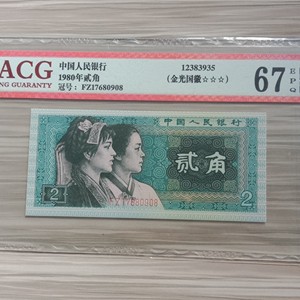 ACG
NG GUARANTY
中国人民银行
1980年贰角
冠号：FZ17680908
12383935
（金光国徽☆☆☆）
67
E
P
Q
中国人民银行
贰角
FZ17680908
2
2